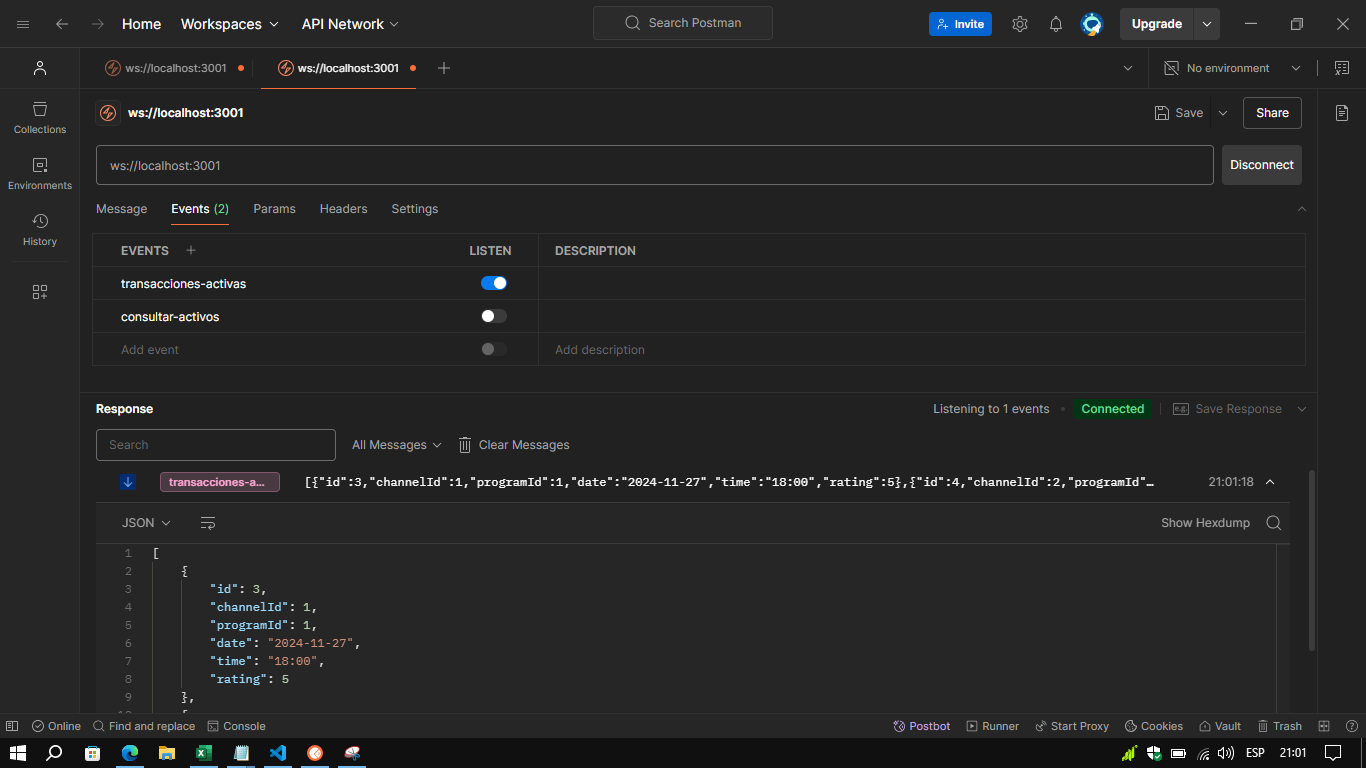 Home Workspaces API Network Search Postman Invite Upgrade
ws://localhost:3001 ws://localhost:3001 No environment
ws://localhost:3001 Save Share
Collections
Environments
History
ws://localhost:3001 Disconnect
Message Events (2) Params Headers Settings
EVENTS LISTEN DESCRIPTION
transacciones-activas
consultar-activos
Add event Add description
Response Listening to 1 events Connected e.g. Save Response
Search All Messages Clear Messages
transacciones-a... [{"id":3,"channelId":1,"programId":1,"date":"2024-11-27","time":"18:00","rating":5},{"id":4,"channelId":2,"programId"… 21:01:18
JSON Show Hexdump
1 [
2 {
3 "id": 3,
4 "channelId": 1,
5 "programId": 1,
6 "date": "2024-11-27",
7 "time": "18:00",
8 "rating": 5
9 },
Online Find and replace Console Postbot Runner Start Proxy Cookies Vault Trash
ESP 21:01